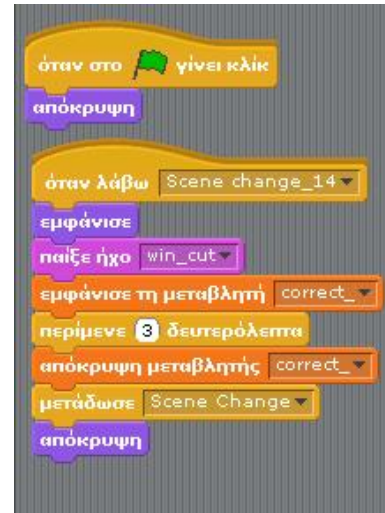 όταν στο γίνει κλίκ
απόκρυψη
όταν λάβω Scene change_14
εμφάνισε
παίξε ήχο win_cut
εμφάνισε τη μεταβλητή correct_
περίμενε 3 δευτερόλεπτα
απόκρυψη μεταβλητής correct_
μετάδωσε Scene Change
απόκρυψη